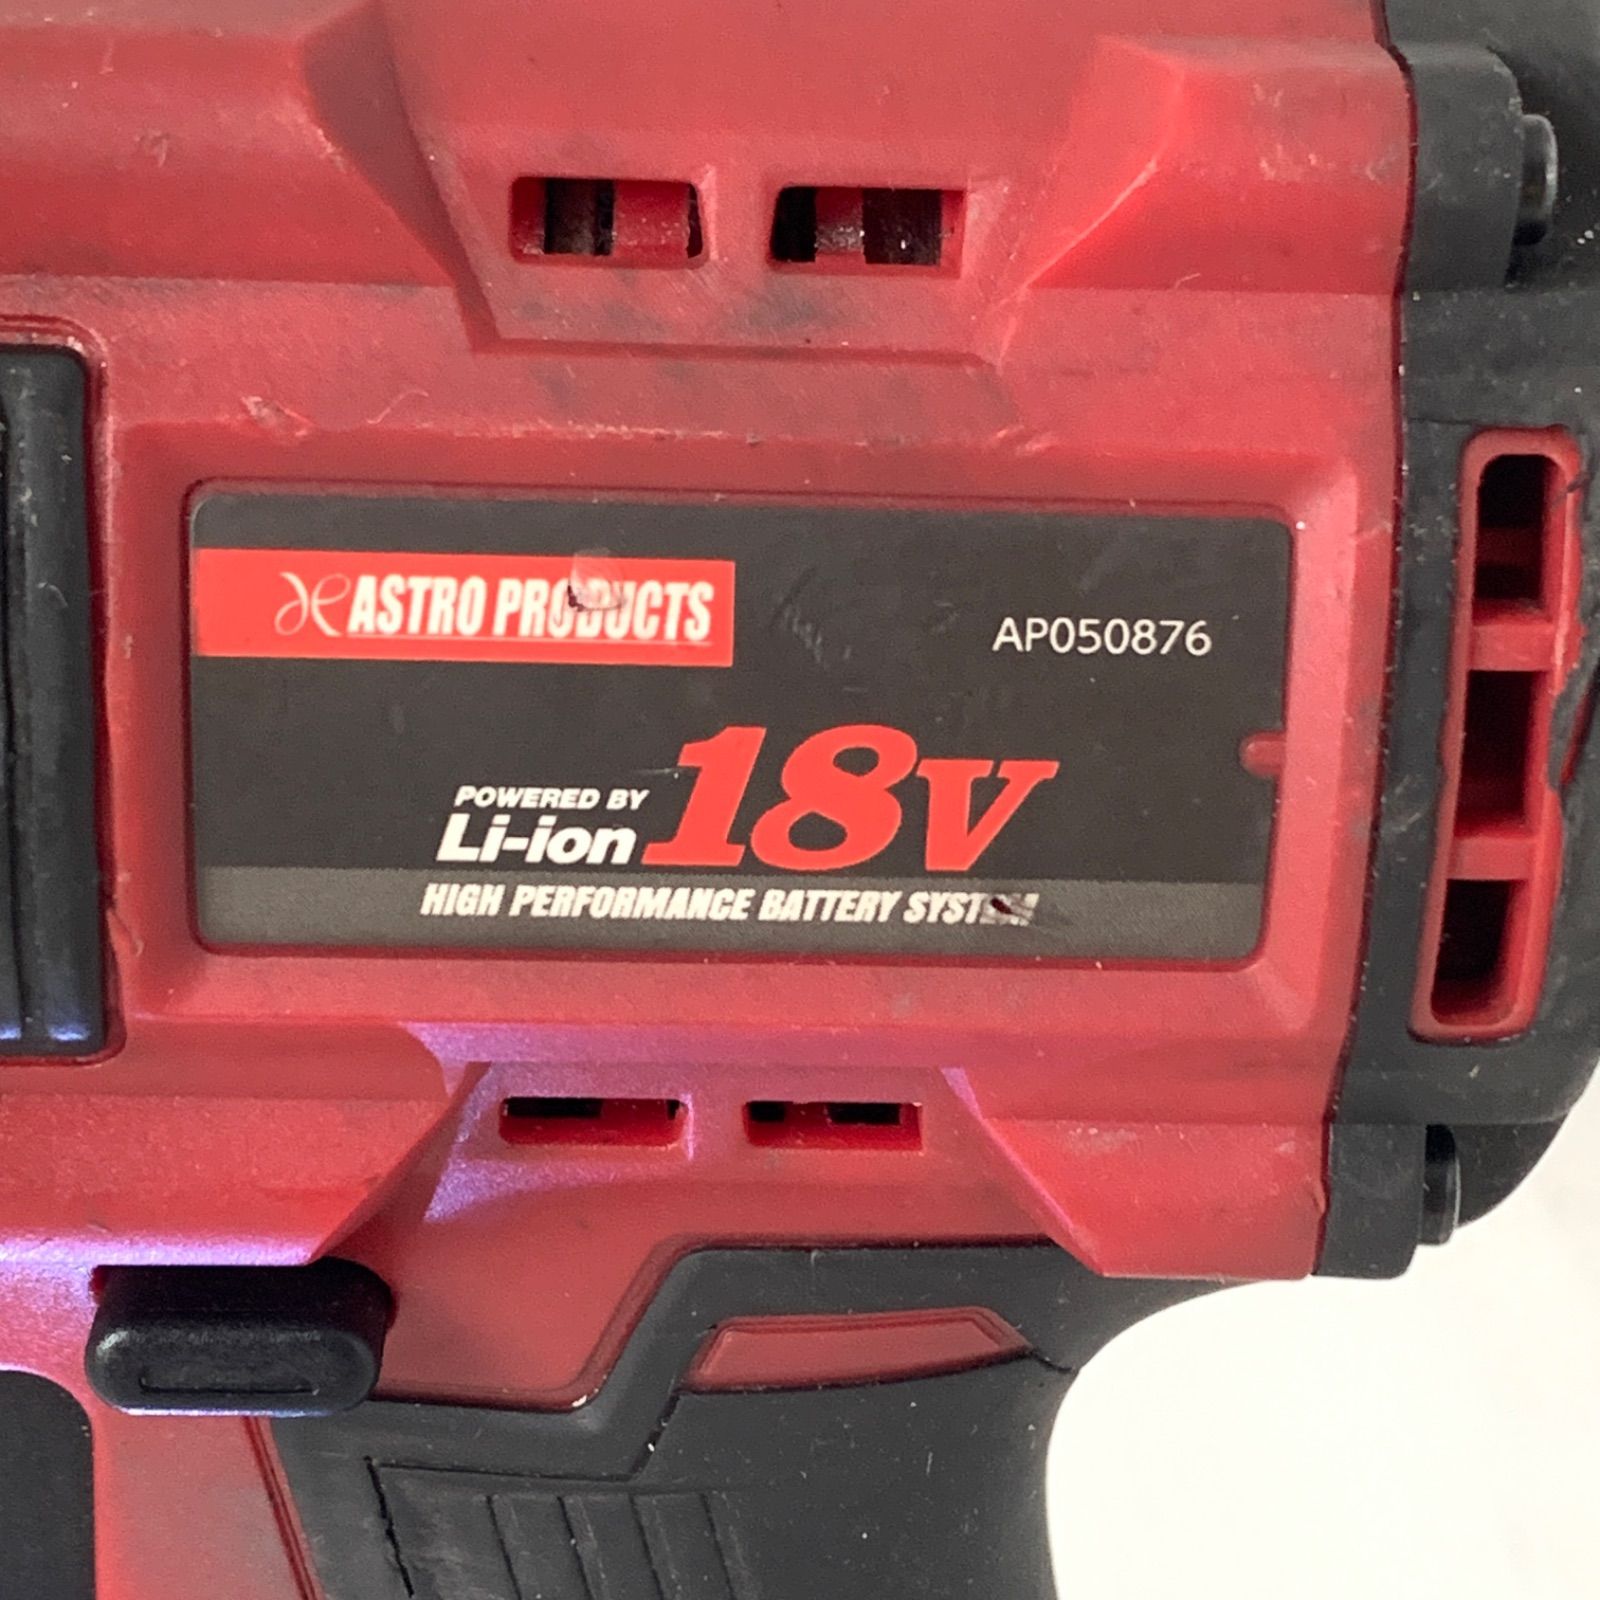 ASTRO PRODUCTS
AP050876
POWERED BY
Li-ion 18V
HIGH PERFORMANCE BATTERY SYSTEM